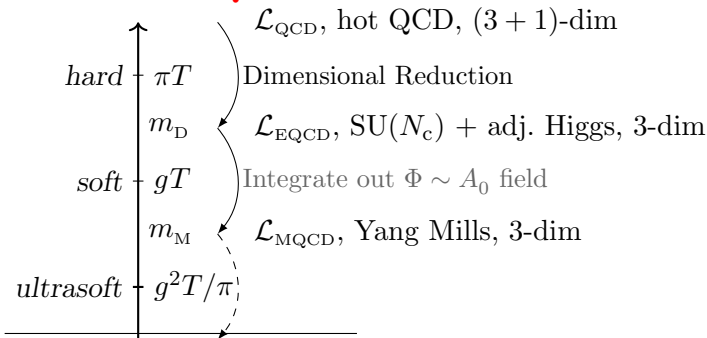 ℒ_QCD, hot QCD, (3 + 1)-dim
hard πT Dimensional Reduction
m_D ℒ_EQCD, SU(N_c) + adj. Higgs, 3-dim
soft gT Integrate out Φ ∼ A_0 field
m_M ℒ_MQCD, Yang Mills, 3-dim
ultrasoft g²T/π